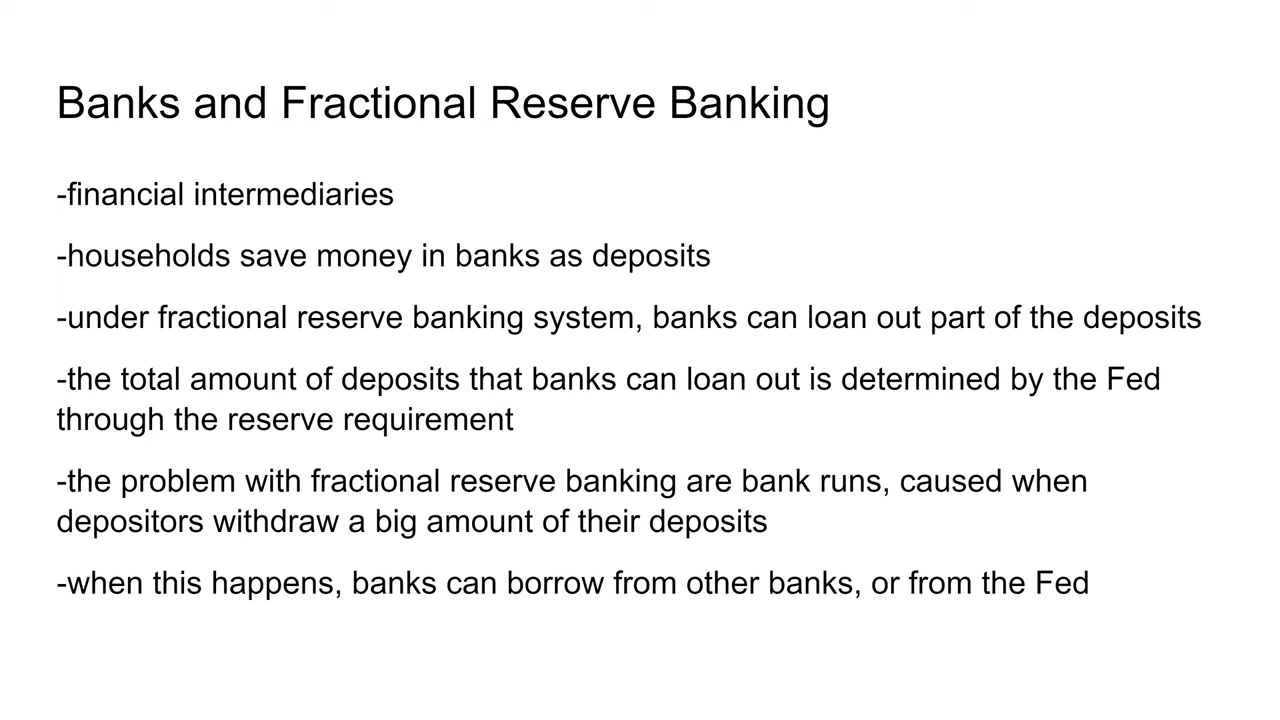 Banks and Fractional Reserve Banking
-financial intermediaries
-households save money in banks as deposits
-under fractional reserve banking system, banks can loan out part of the deposits
-the total amount of deposits that banks can loan out is determined by the Fed
through the reserve requirement
-the problem with fractional reserve banking are bank runs, caused when
depositors withdraw a big amount of their deposits
-when this happens, banks can borrow from other banks, or from the Fed